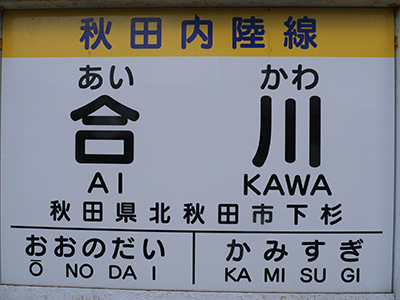 秋田内陸線
あい かわ
合川
AI KAWA
秋田県北秋田市下杉
おおのだい かみすぎ
Ō NO DA I KA MI SU GI